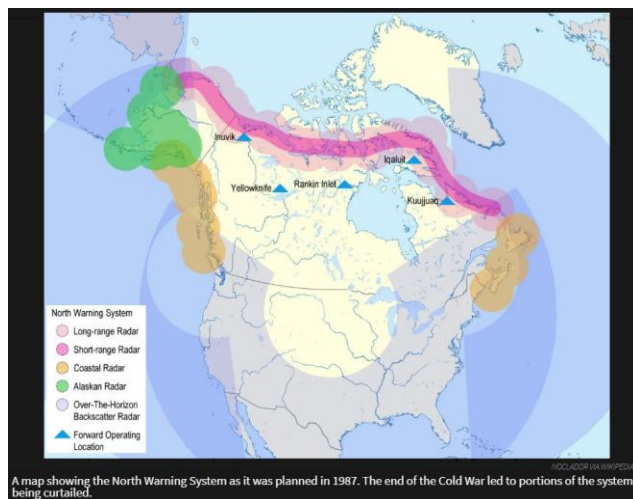 Inuvik
Iqaluit
Yellowknife
Rankin Inlet
Kuujjuaq
North Warning System
Long-range Radar
Short-range Radar
Coastal Radar
Alaskan Radar
Over-The-Horizon
Backscatter Radar
Forward Operating
Location
NOCLADOR VIA WIKIPEDIA
A map showing the North Warning System as it was planned in 1987. The end of the Cold War led to portions of the system
being curtailed.